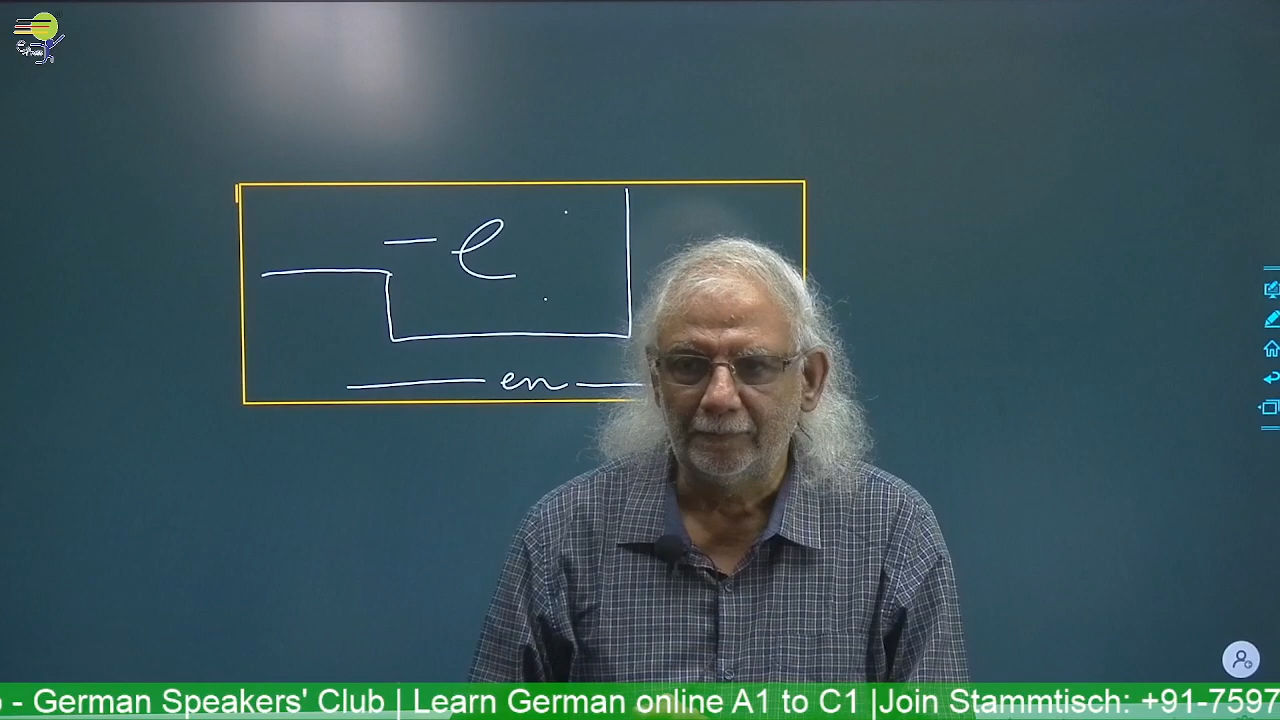 - e
en
- German Speakers' Club | Learn German online A1 to C1 |Join Stammtisch: +91-7597